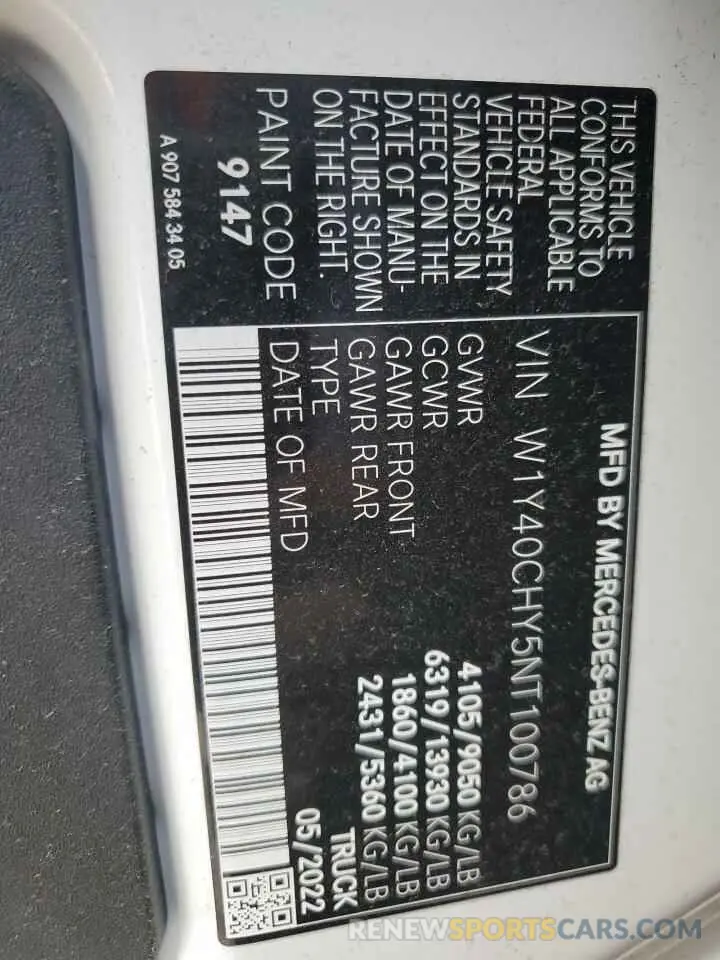 THIS VEHICLE
CONFORMS TO
ALL APPLICABLE
FEDERAL
VEHICLE SAFETY
STANDARDS IN
EFFECT ON THE
DATE OF MANU-
FACTURE SHOWN
ON THE RIGHT.
PAINT CODE
9147
A 907 584 34 05
MFD BY MERCEDES-BENZ AG
VIN W1Y40CHY5NT100786
GVWR 4105/9050 KG/LB
GCWR 6319/13930 KG/LB
GAWR FRONT 1860/4100 KG/LB
GAWR REAR 2431/5360 KG/LB
TYPE TRUCK
DATE OF MFD 05/2022
RENEWSPORTSCARS.COM